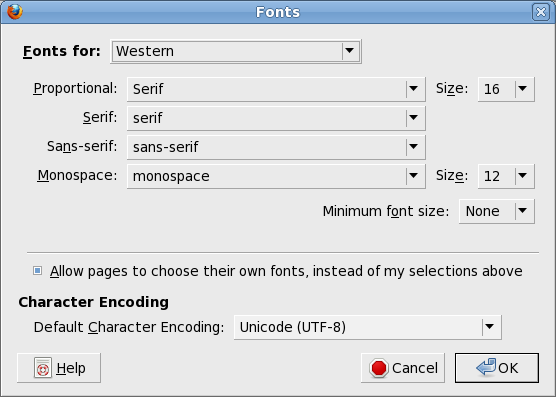 Fonts
Fonts for: Western
Proportional: Serif Size: 16
Serif: serif
Sans-serif: sans-serif
Monospace: monospace Size: 12
Minimum font size: None
Allow pages to choose their own fonts, instead of my selections above
Character Encoding
Default Character Encoding: Unicode (UTF-8)
Help Cancel OK